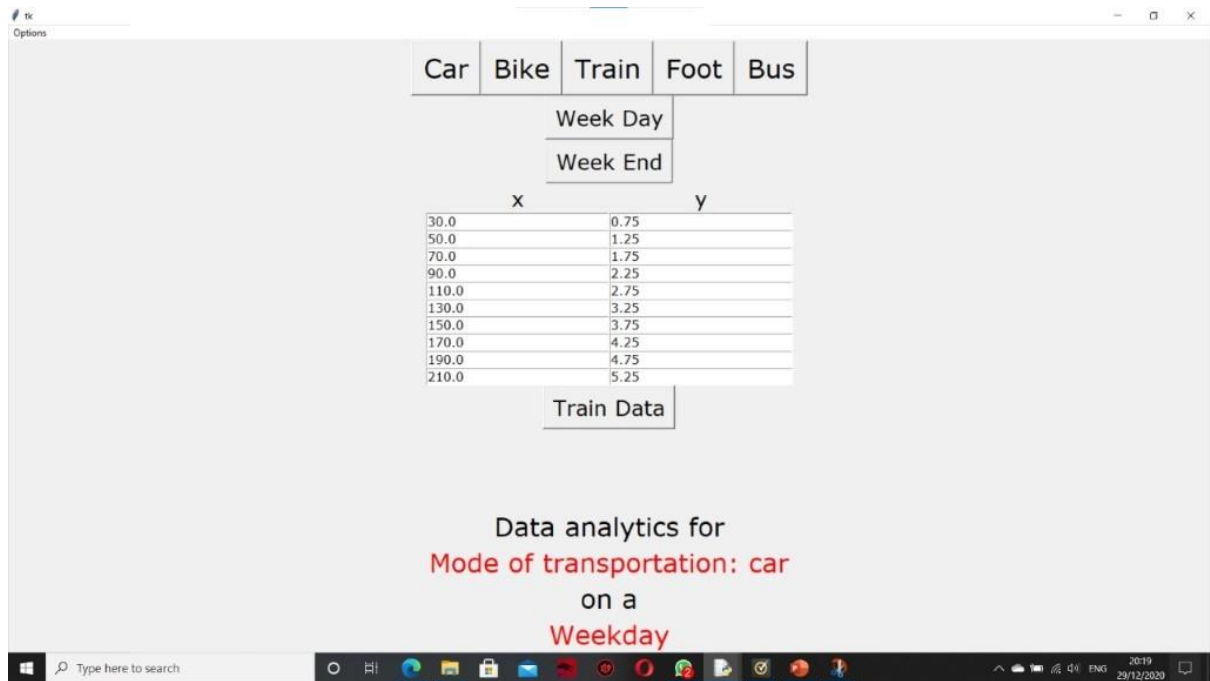 tk
Options
Car Bike Train Foot Bus
Week Day
Week End
x y
30.0 0.75
50.0 1.25
70.0 1.75
90.0 2.25
110.0 2.75
130.0 3.25
150.0 3.75
170.0 4.25
190.0 4.75
210.0 5.25
Train Data
Data analytics for
Mode of transportation: car
on a
Weekday
Type here to search
ENG
20:19
29/12/2020